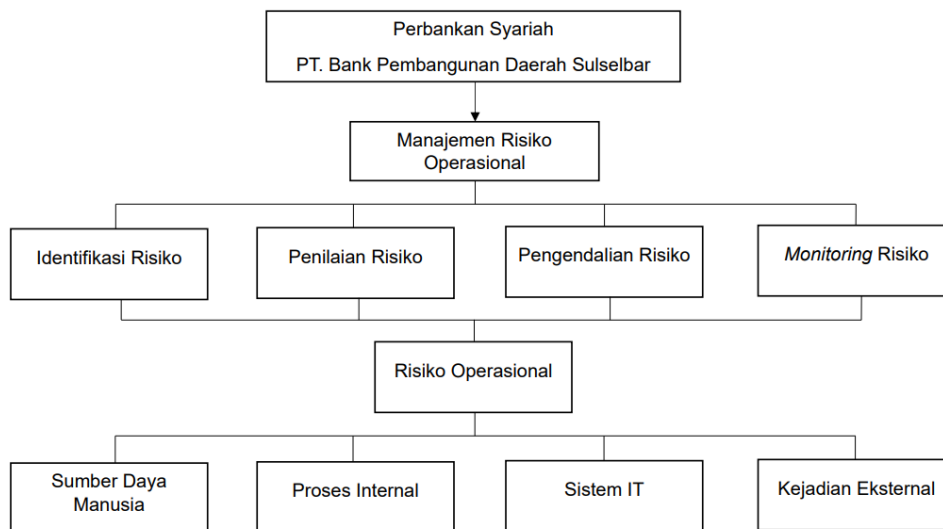 Perbankan Syariah
PT. Bank Pembangunan Daerah Sulselbar
Manajemen Risiko
Operasional
Identifikasi Risiko
Penilaian Risiko
Pengendalian Risiko
Monitoring Risiko
Risiko Operasional
Sumber Daya
Manusia
Proses Internal
Sistem IT
Kejadian Eksternal